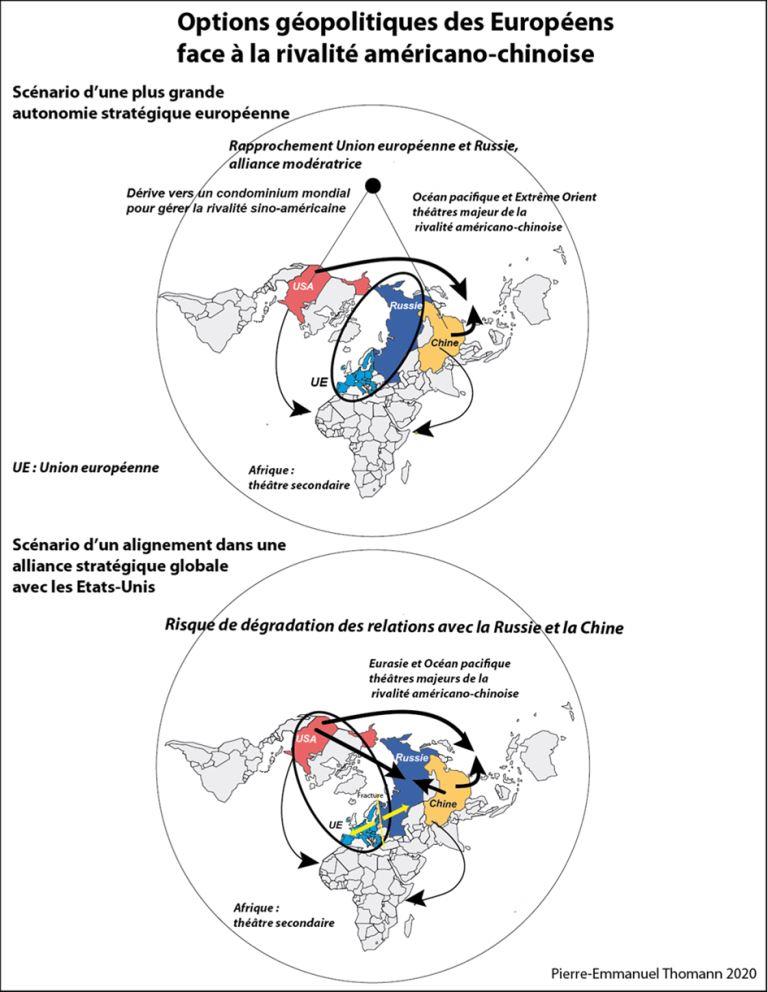 Options géopolitiques des Européens
face à la rivalité américano-chinoise
Scénario d'une plus grande
autonomie stratégique européenne
Rapprochement Union européenne et Russie,
alliance modératrice
Dérive vers un condominium mondial
pour gérer la rivalité sino-américaine
Océan pacifique et Extrême Orient
théâtres majeur de la
rivalité américano-chinoise
USA
Russie
Chine
UE
UE : Union européenne
Afrique :
théâtre secondaire
Scénario d'un alignement dans une
alliance stratégique globale
avec les Etats-Unis
Risque de dégradation des relations avec la Russie et la Chine
Eurasie et Océan pacifique
théâtres majeurs de la
rivalité américano-chinoise
USA
Russie
Fracture
Chine
UE
Afrique :
théâtre secondaire
Pierre-Emmanuel Thomann 2020